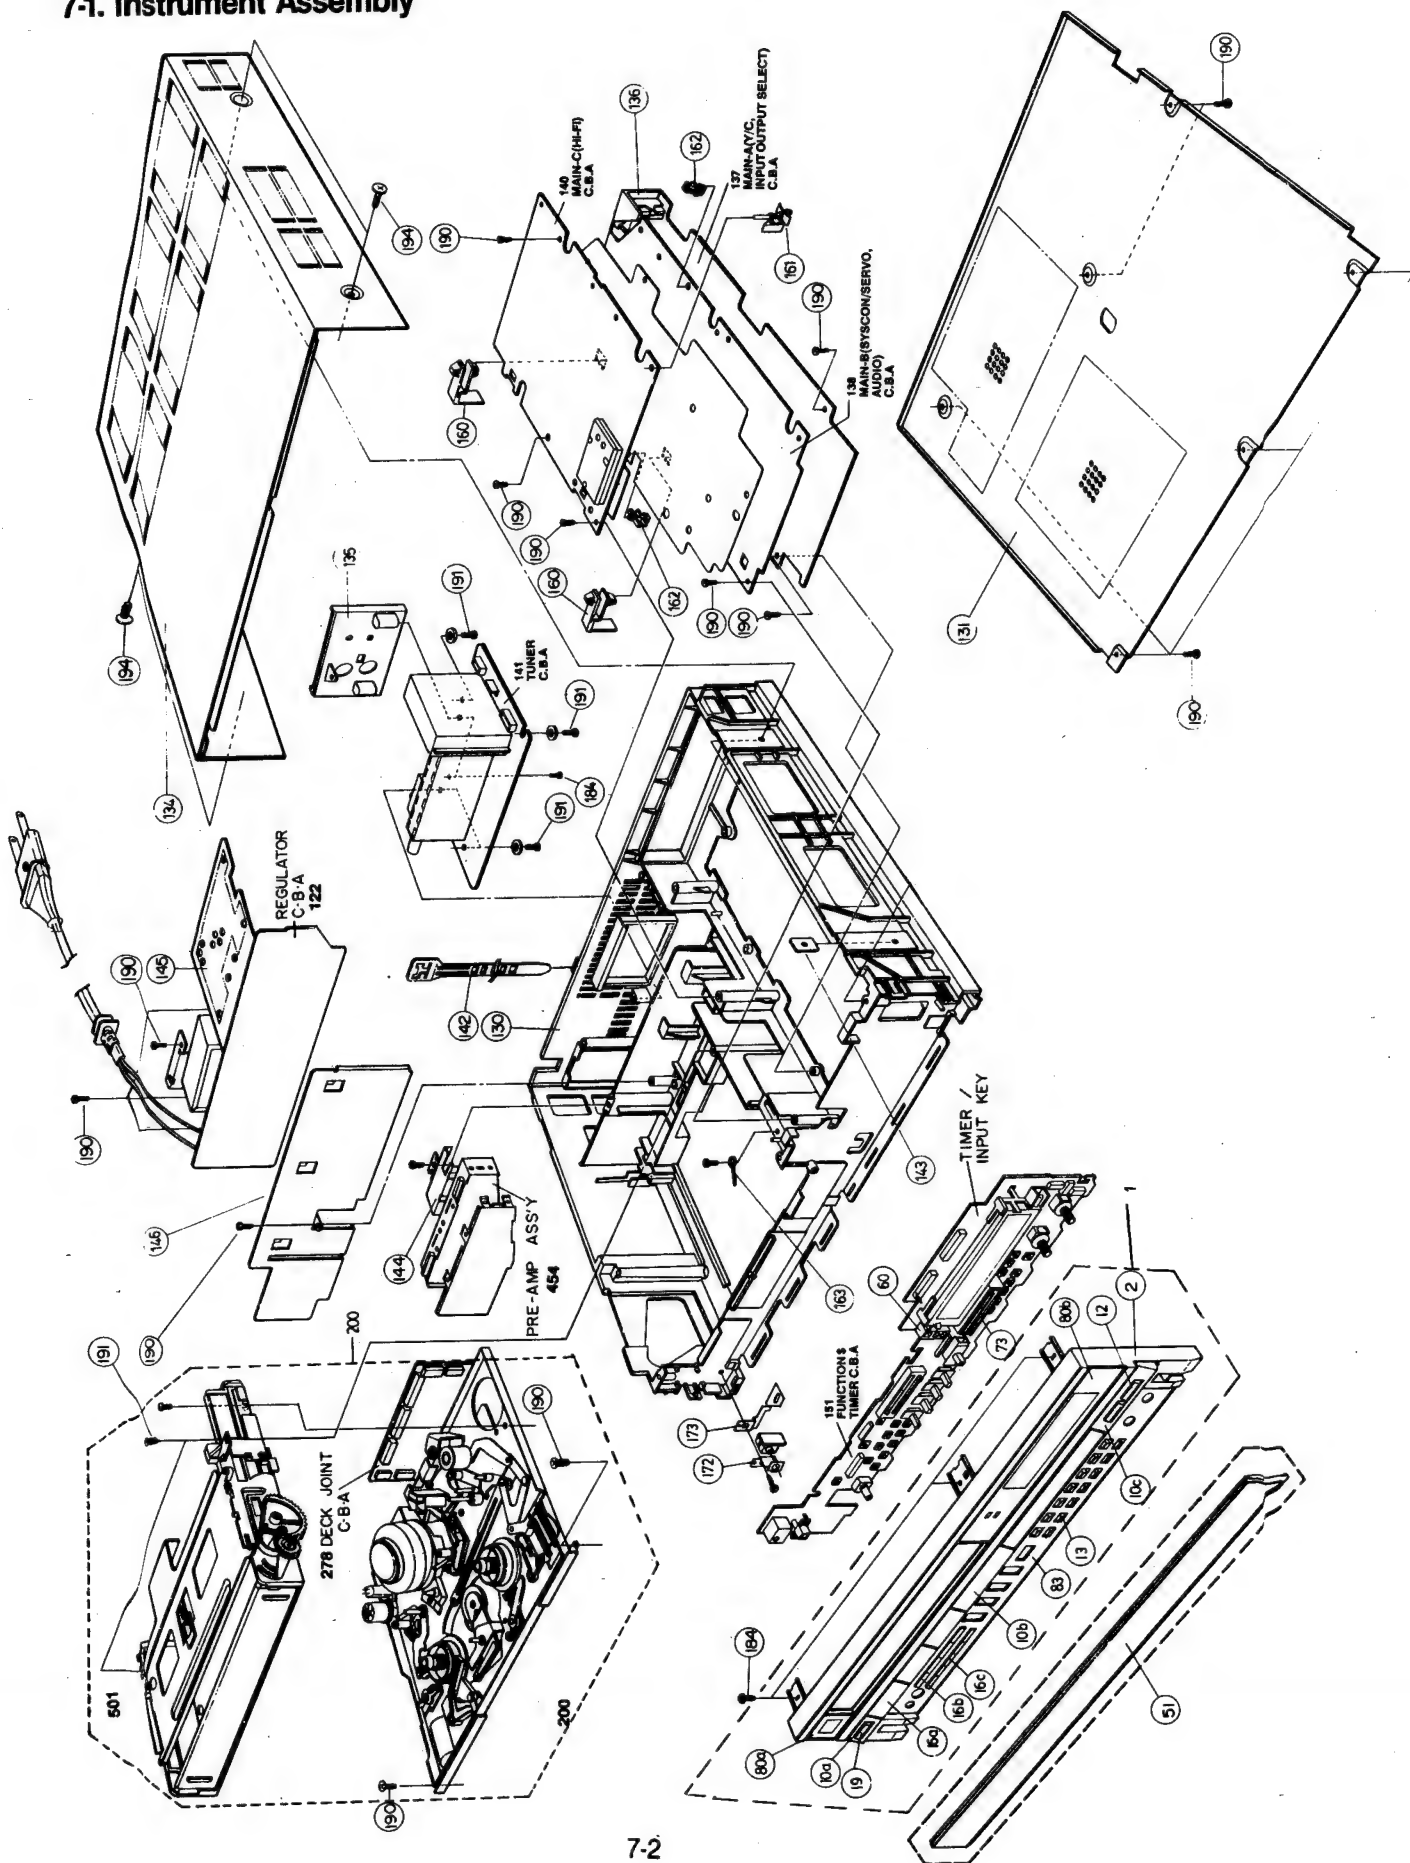 7-1. Instrument Assembly
194
134
194
140
MAIN-C(HI-FI)
C.B.A
136
162
137
MAIN-A(Y/C,
INPUT/OUTPUT SELECT)
C.B.A
161
190
190
138
MAIN-B(SYSCON/SERVO,
AUDIO)
C.B.A
160
190
190
160
162
190
190
190
131
190
135
191
141
TUNER
C.B.A
191
184
191
REGULATOR
C·B·A
122
190
145
190
142
130
146
190
144
PRE-AMP ASS'Y
454
143
163
TIMER /
INPUT KEY
191
200
501
278 DECK JOINT
C·B·A
190
200
190
173
172
151
FUNCTION &
TIMER C.B.A
60
73
1
2
80b
12
10c
13
83
10b
16c
16b
16a
184
80a
10a
19
51
7-2